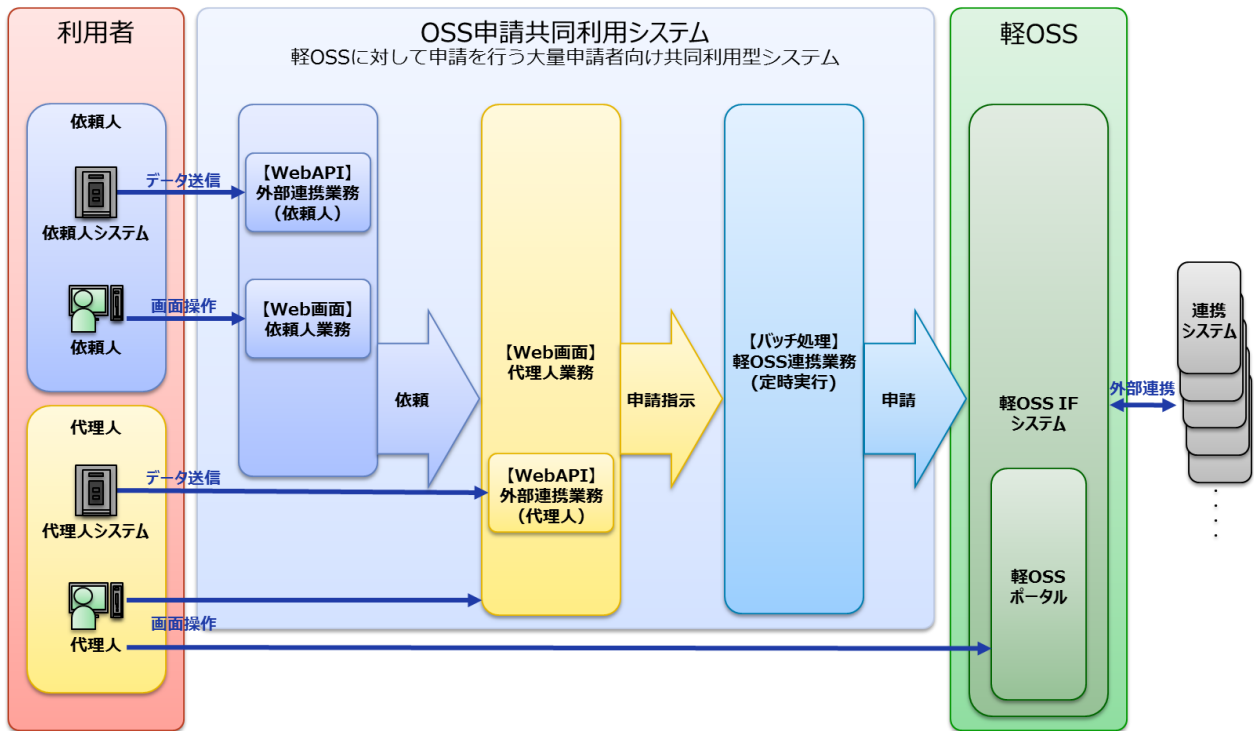 利用者
OSS申請共同利用システム
軽OSSに対して申請を行う大量申請者向け共同利用型システム
軽OSS
依頼人
依頼人システム
依頼人
データ送信
画面操作
【WebAPI】
外部連携業務
（依頼人）
【Web画面】
依頼人業務
依頼
【Web画面】
代理人業務
申請指示
【バッチ処理】
軽OSS連携業務
(定時実行)
申請
軽OSS IF
システム
外部連携
連携
システム
代理人
代理人システム
代理人
データ送信
画面操作
【WebAPI】
外部連携業務
（代理人）
軽OSS
ポータル